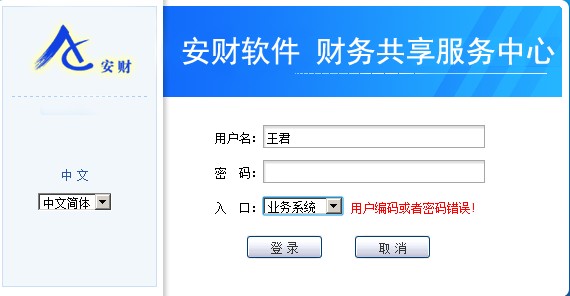 安财
中文
中文简体
安财软件 财务共享服务中心
用户名: 王君
密 码:
入 口: 业务系统 用户编码或者密码错误!
登录 取消